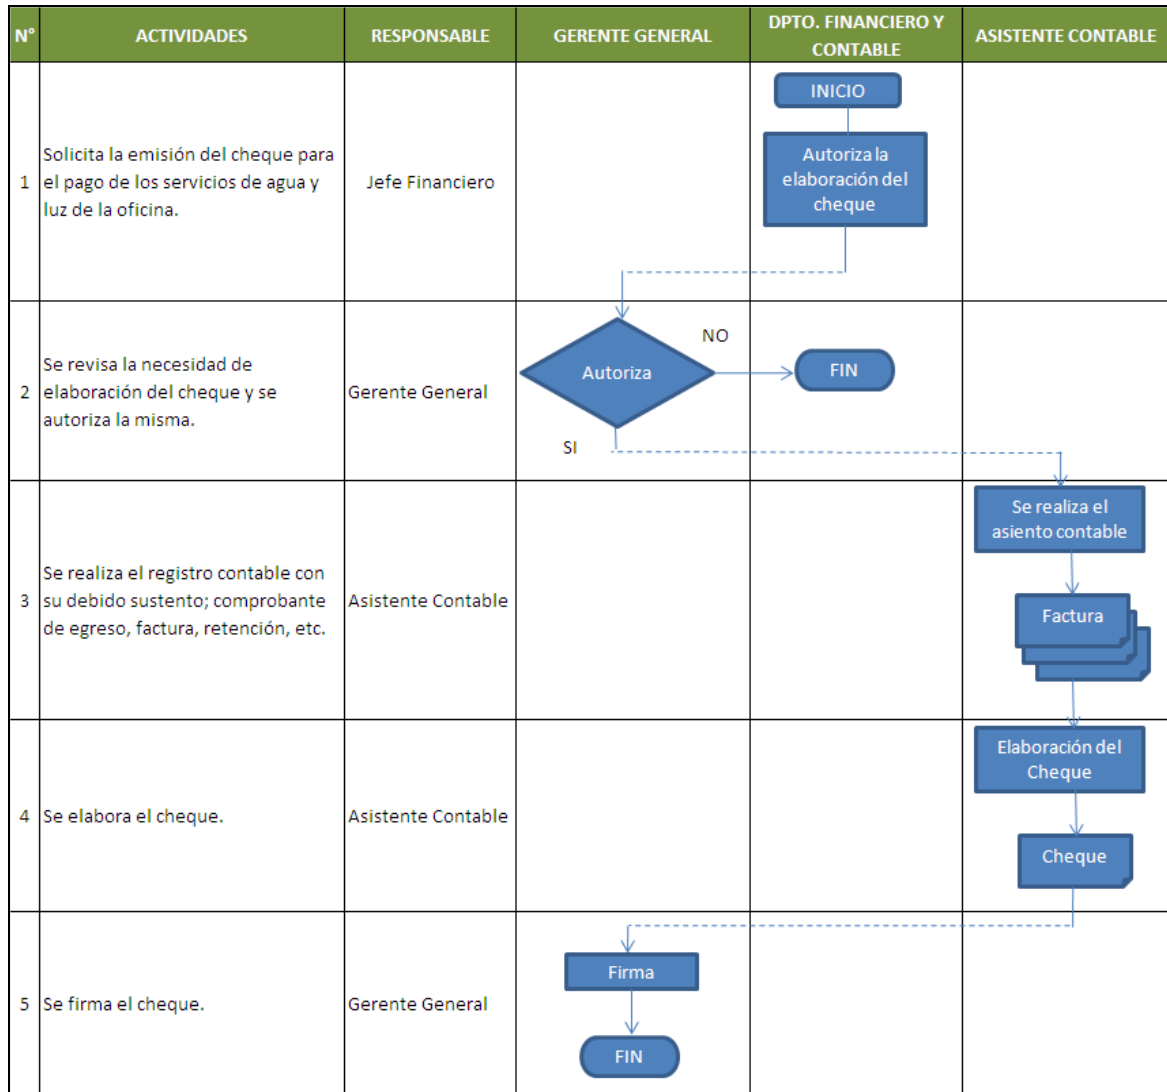 N°
ACTIVIDADES
RESPONSABLE
GERENTE GENERAL
DPTO. FINANCIERO Y
CONTABLE
ASISTENTE CONTABLE
1
Solicita la emisión del cheque para
el pago de los servicios de agua y
luz de la oficina.
Jefe Financiero
INICIO
Autoriza la
elaboración del
cheque
2
Se revisa la necesidad de
elaboración del cheque y se
autoriza la misma.
Gerente General
Autoriza
NO
FIN
SI
3
Se realiza el registro contable con
su debido sustento; comprobante
de egreso, factura, retención, etc.
Asistente Contable
Se realiza el
asiento contable
Factura
4
Se elabora el cheque.
Asistente Contable
Elaboración del
Cheque
Cheque
5
Se firma el cheque.
Gerente General
Firma
FIN